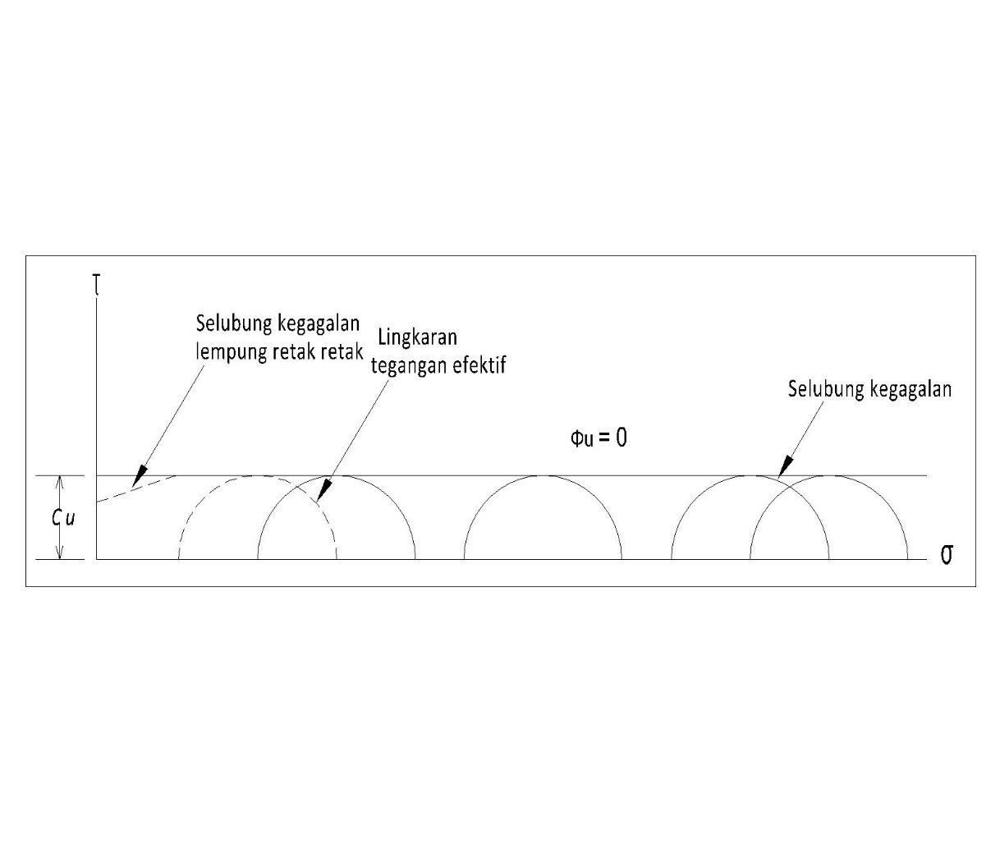 τ
Selubung kegagalan
lempung retak retak
Lingkaran
tegangan efektif
Selubung kegagalan
Φu = 0
Cu
σ